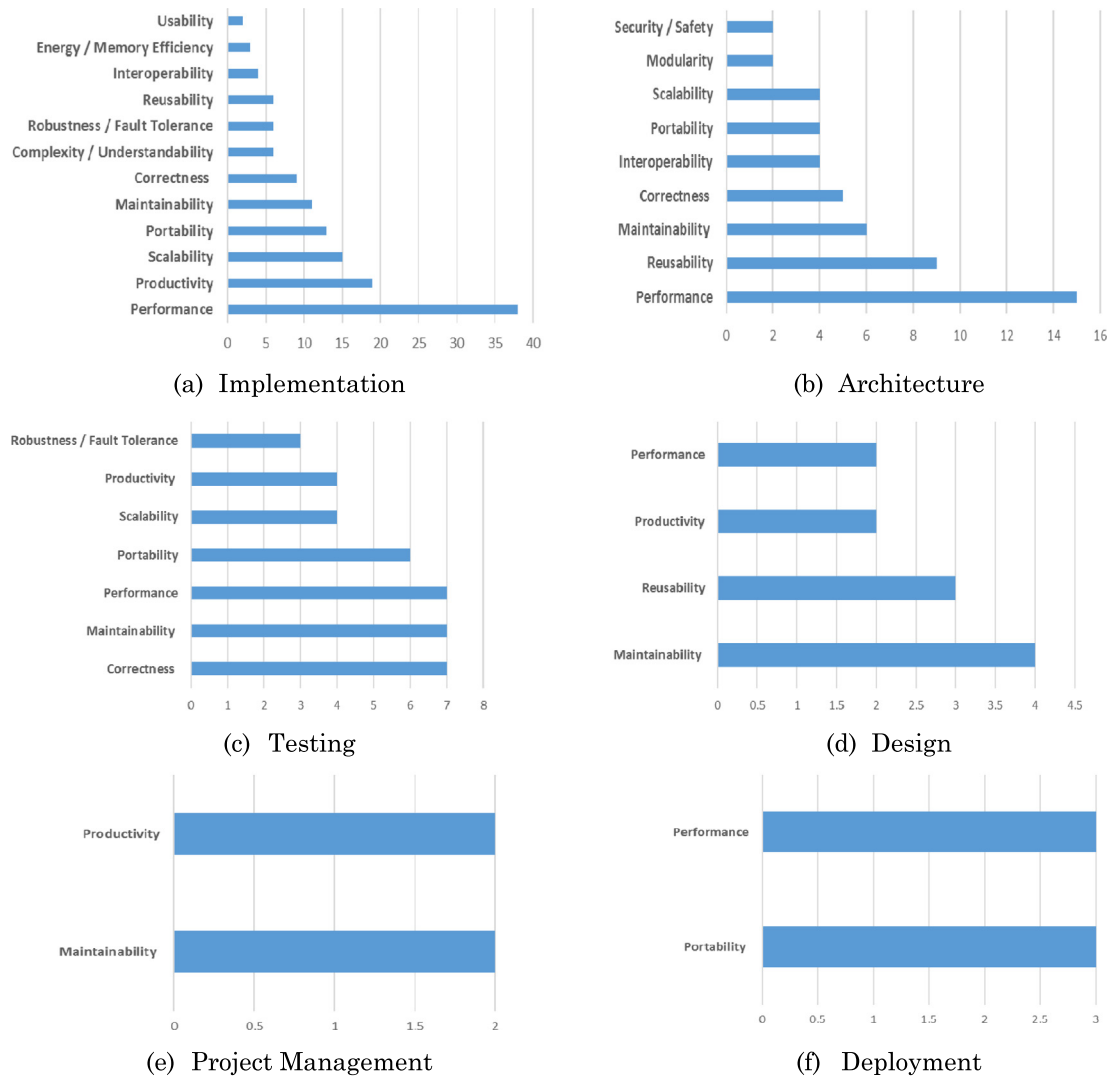 Usability
Energy / Memory Efficiency
Interoperability
Reusability
Robustness / Fault Tolerance
Complexity / Understandability
Correctness
Maintainability
Portability
Scalability
Productivity
Performance
0 5 10 15 20 25 30 35 40
(a) Implementation
Security / Safety
Modularity
Scalability
Portability
Interoperability
Correctness
Maintainability
Reusability
Performance
0 2 4 6 8 10 12 14 16
(b) Architecture
Robustness / Fault Tolerance
Productivity
Scalability
Portability
Performance
Maintainability
Correctness
0 1 2 3 4 5 6 7 8
(c) Testing
Performance
Productivity
Reusability
Maintainability
0 0.5 1 1.5 2 2.5 3 3.5 4 4.5
(d) Design
Productivity
Maintainability
0 0.5 1 1.5 2
(e) Project Management
Performance
Portability
0 0.5 1 1.5 2 2.5 3
(f) Deployment